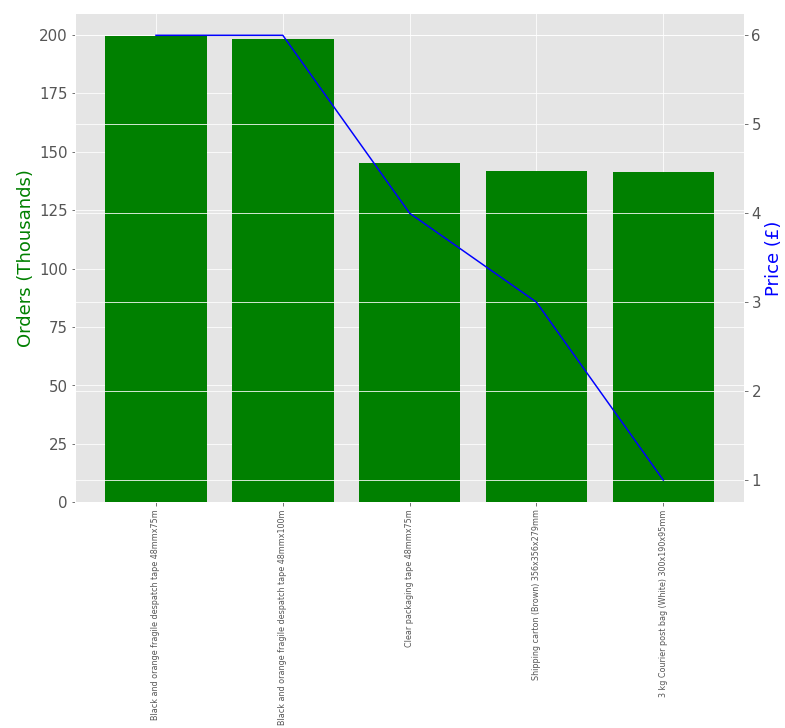 200
175
150
125
100
75
50
25
0
Orders (Thousands)
6
5
4
3
2
1
Price (£)
Black and orange fragile despatch tape 48mmx75m
Black and orange fragile despatch tape 48mmx100m
Clear packaging tape 48mmx75m
Shipping carton (Brown) 356x356x279mm
3 kg Courier post bag (White) 300x190x95mm